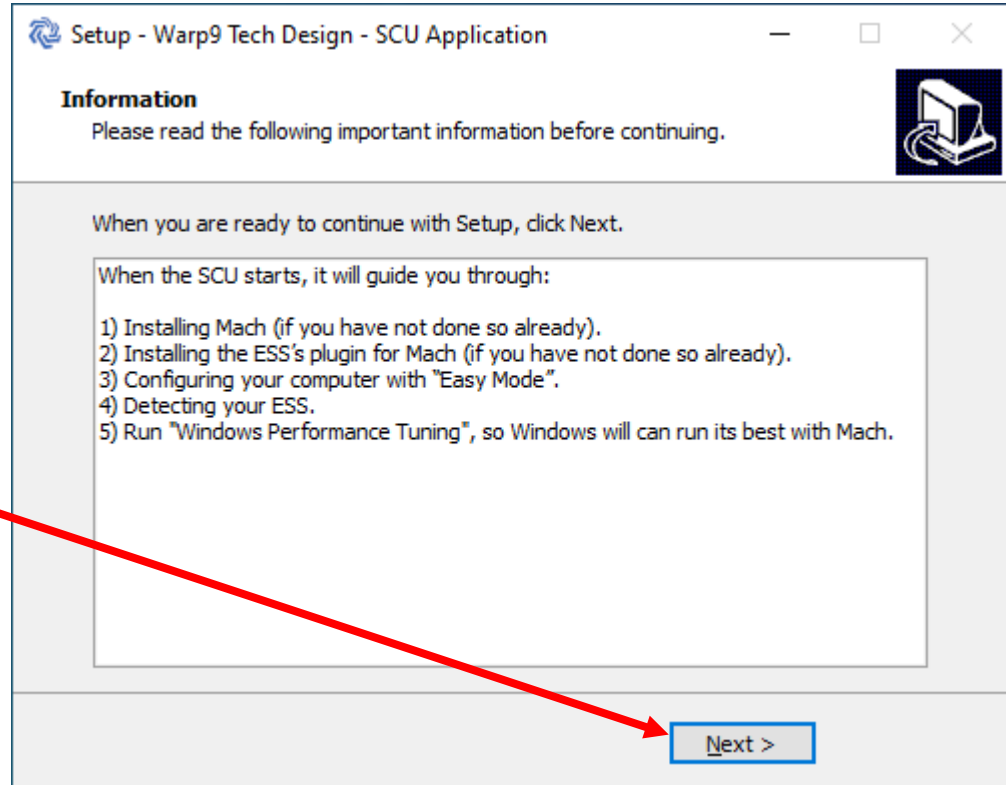 Setup - Warp9 Tech Design - SCU Application
Information
Please read the following important information before continuing.
When you are ready to continue with Setup, click Next.
When the SCU starts, it will guide you through:
1) Installing Mach (if you have not done so already).
2) Installing the ESS’s plugin for Mach (if you have not done so already).
3) Configuring your computer with “Easy Mode”.
4) Detecting your ESS.
5) Run "Windows Performance Tuning", so Windows will can run its best with Mach.
Next >